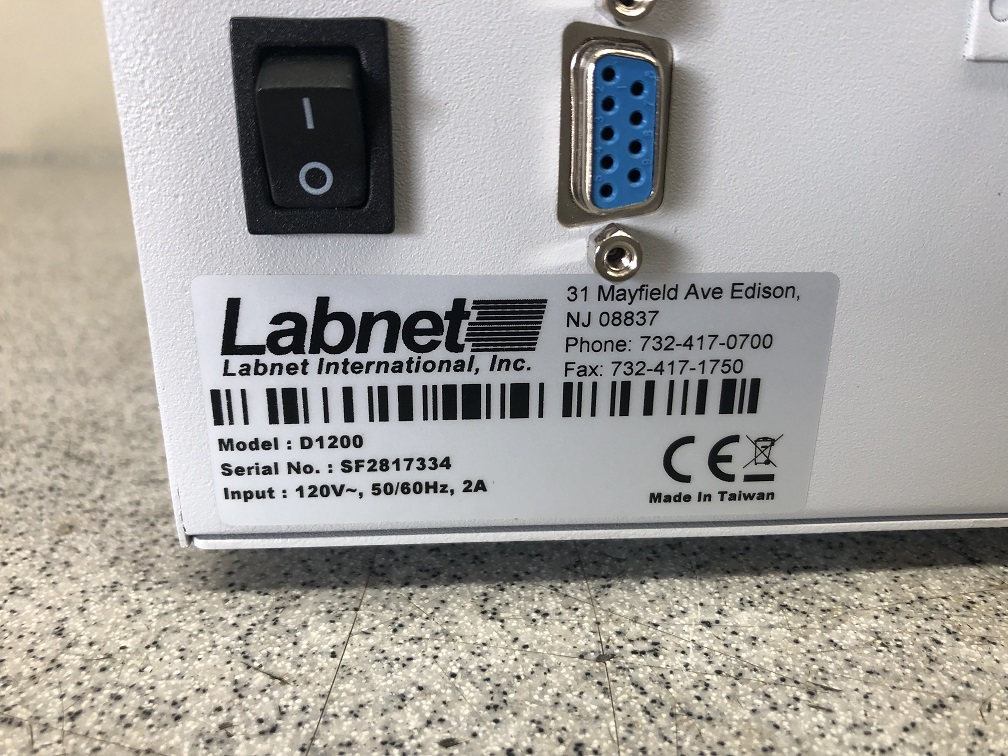 Labnet
Labnet International, Inc.
31 Mayfield Ave Edison,
NJ 08837
Phone: 732-417-0700
Fax: 732-417-1750
Model : D1200
Serial No. : SF2817334
Input : 120V~, 50/60Hz, 2A
CE
Made In Taiwan